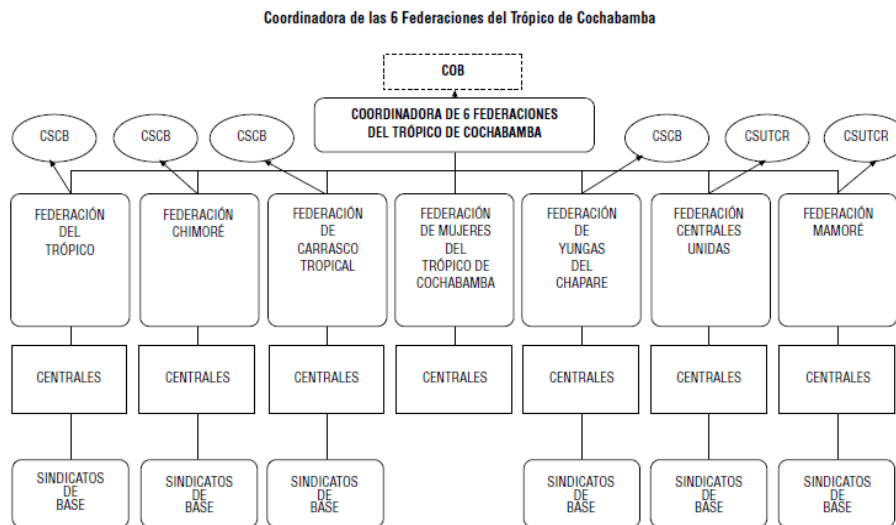 Coordinadora de las 6 Federaciones del Trópico de Cochabamba
COB
COORDINADORA DE 6 FEDERACIONES
DEL TRÓPICO DE COCHABAMBA
CSCB
CSCB
CSCB
CSCB
CSUTCR
CSUTCR
FEDERACIÓN
DEL
TRÓPICO
FEDERACIÓN
CHIMORÉ
FEDERACIÓN
DE
CARRASCO
TROPICAL
FEDERACIÓN
DE MUJERES
DEL
TRÓPICO DE
COCHABAMBA
FEDERACIÓN
DE
YUNGAS
DEL
CHAPARE
FEDERACIÓN
CENTRALES
UNIDAS
FEDERACIÓN
MAMORÉ
CENTRALES
CENTRALES
CENTRALES
CENTRALES
CENTRALES
CENTRALES
CENTRALES
SINDICATOS
DE
BASE
SINDICATOS
DE
BASE
SINDICATOS
DE
BASE
SINDICATOS
DE
BASE
SINDICATOS
DE
BASE
SINDICATOS
DE
BASE